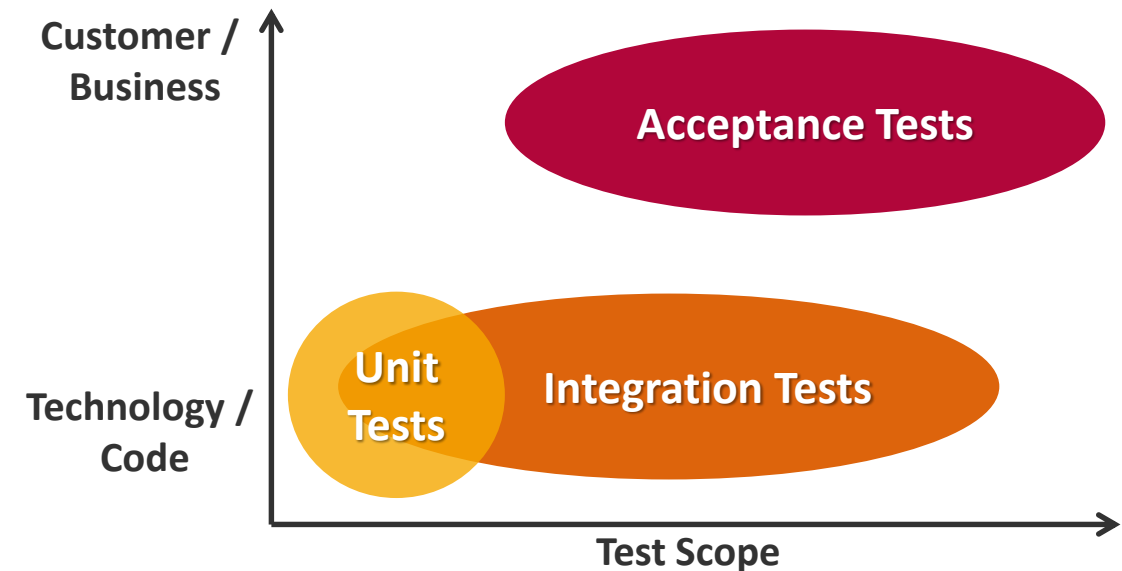 Customer /
Business
Acceptance Tests
Unit
Tests
Integration Tests
Technology /
Code
Test Scope